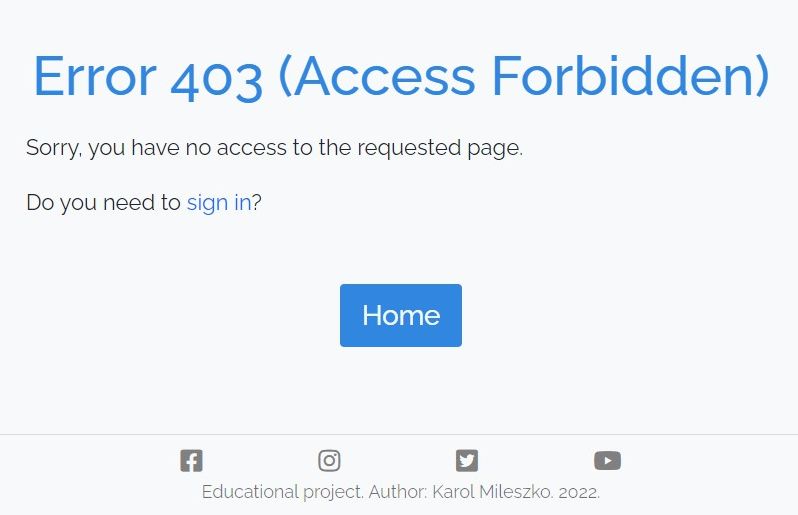 Error 403 (Access Forbidden)
Sorry, you have no access to the requested page.
Do you need to sign in?
Home
Educational project. Author: Karol Mileszko. 2022.